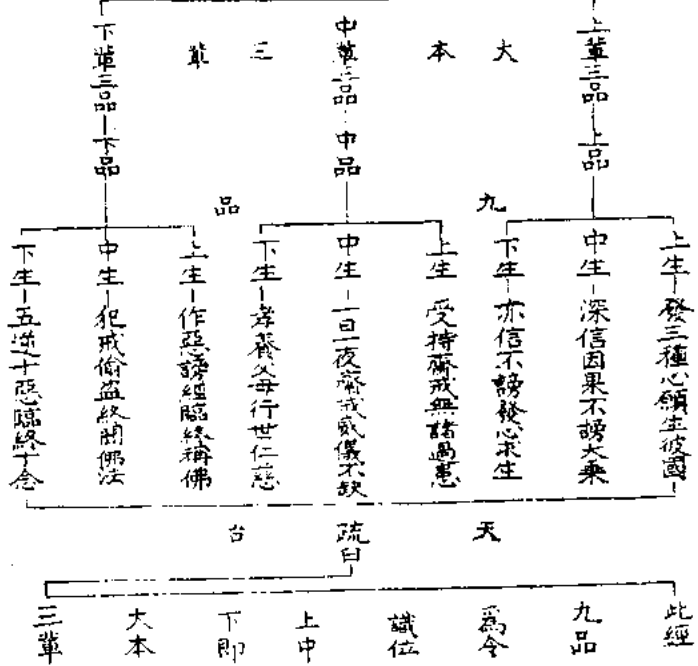 大本三輩
上輩三品 上品
中輩三品 中品
下輩三品 下品
九品
上生 發三種心願生彼國
中生 深信因果不謗大乘
下生 亦信不謗發心求生
上生 受持齋戒無諸過患
中生 一日一夜齋戒威儀不缺
下生 孝養父母行世仁慈
上生 作惡謗經臨終稱佛
中生 犯戒偷盜終聞佛法
下生 五逆十惡臨終十念
天台
疏曰
此經
九品
為令
識位
上中
下即
大本
三輩